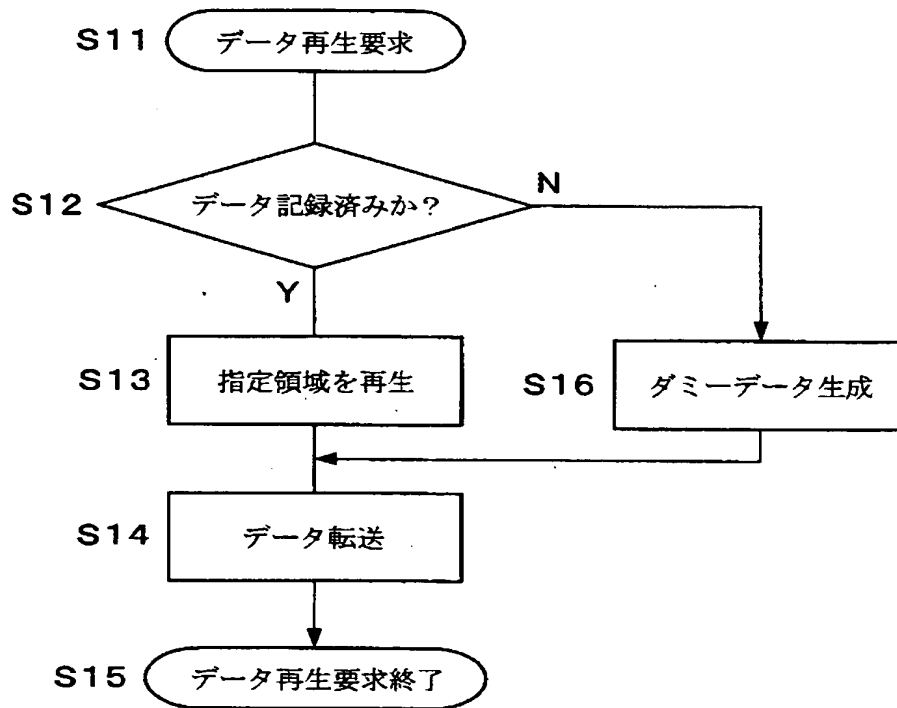 S11 データ再生要求
S12 データ記録済みか?
N
Y
S13 指定領域を再生
S16 ダミーデータ生成
S14 データ転送
S15 データ再生要求終了